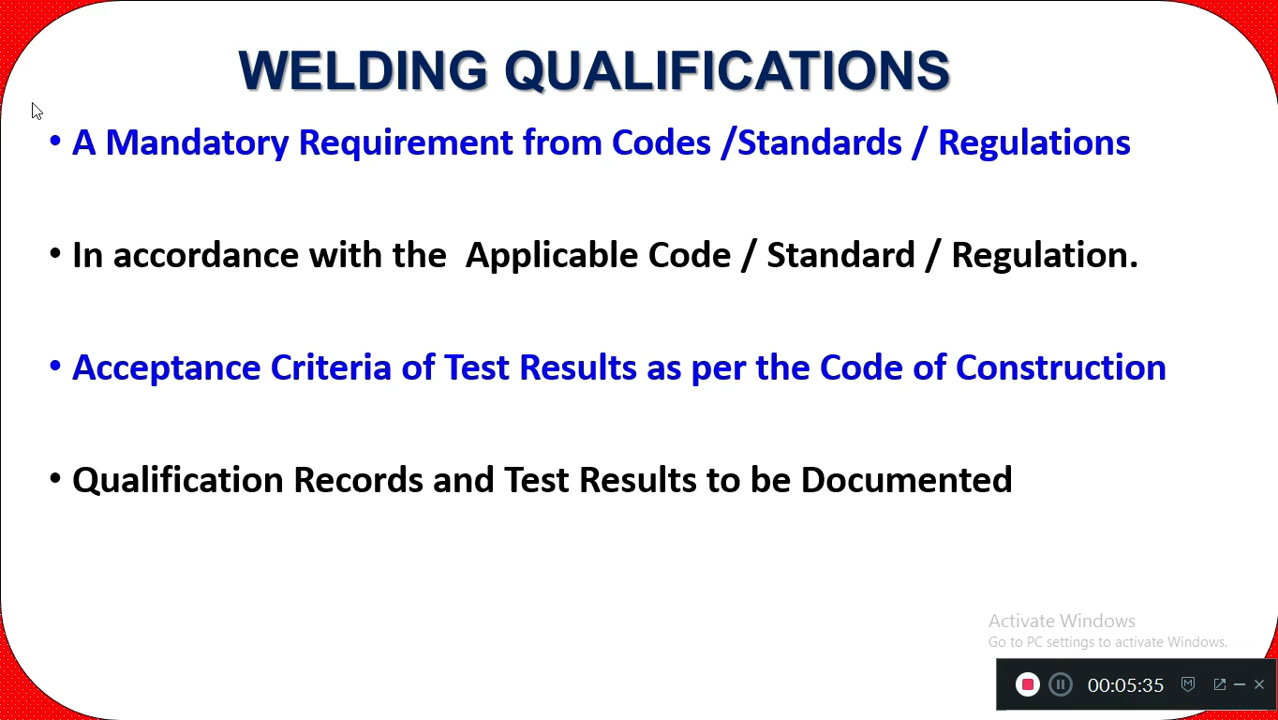 WELDING QUALIFICATIONS
• A Mandatory Requirement from Codes /Standards / Regulations
• In accordance with the  Applicable Code / Standard / Regulation.
• Acceptance Criteria of Test Results as per the Code of Construction
• Qualification Records and Test Results to be Documented
Activate Windows
Go to PC settings to activate Windows.
00:05:35